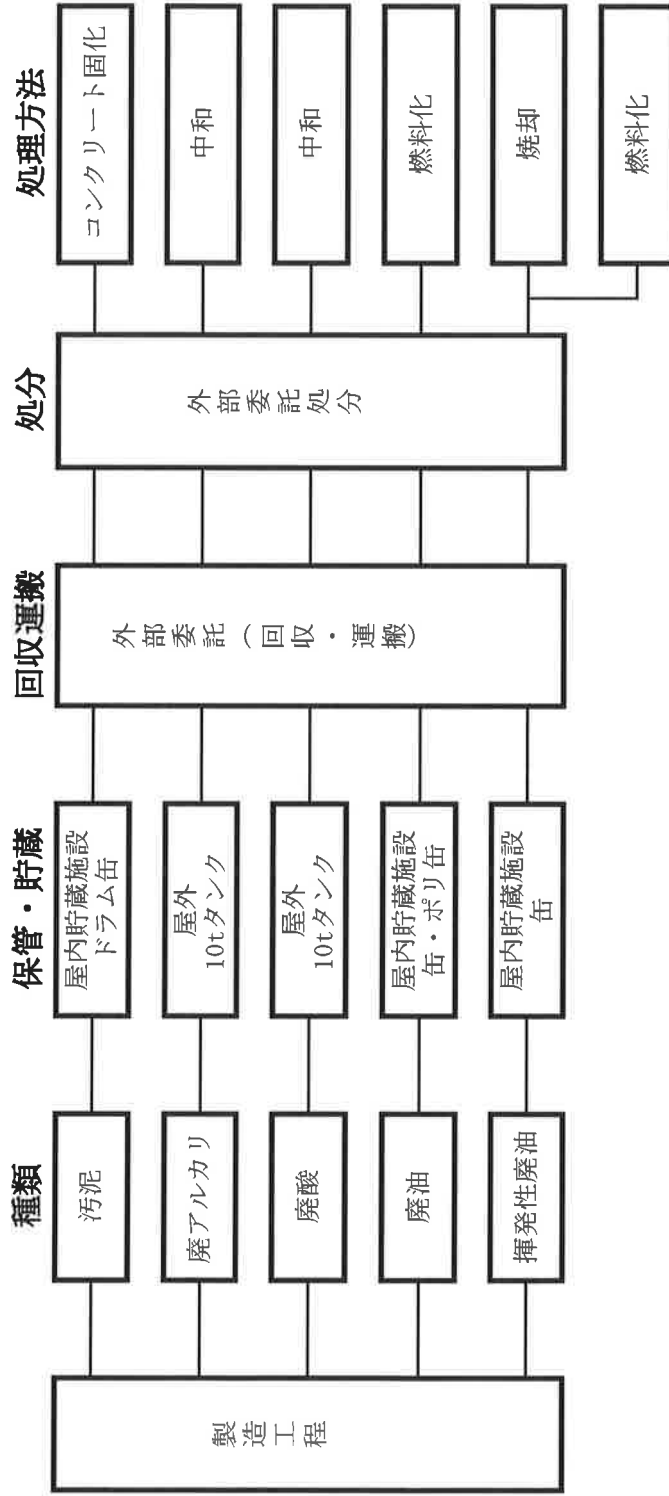 種類
保管・貯蔵
回収運搬
処分
処理方法
製造工程
汚泥
屋内貯蔵施設
ドラム缶
外部委託（回収・運搬）
外部委託処分
コンクリート固化
廃アルカリ
屋外
10tタンク
中和
廃酸
屋外
10tタンク
中和
廃油
屋内貯蔵施設
缶・ポリ缶
燃料化
揮発性廃油
屋内貯蔵施設
缶
焼却
燃料化